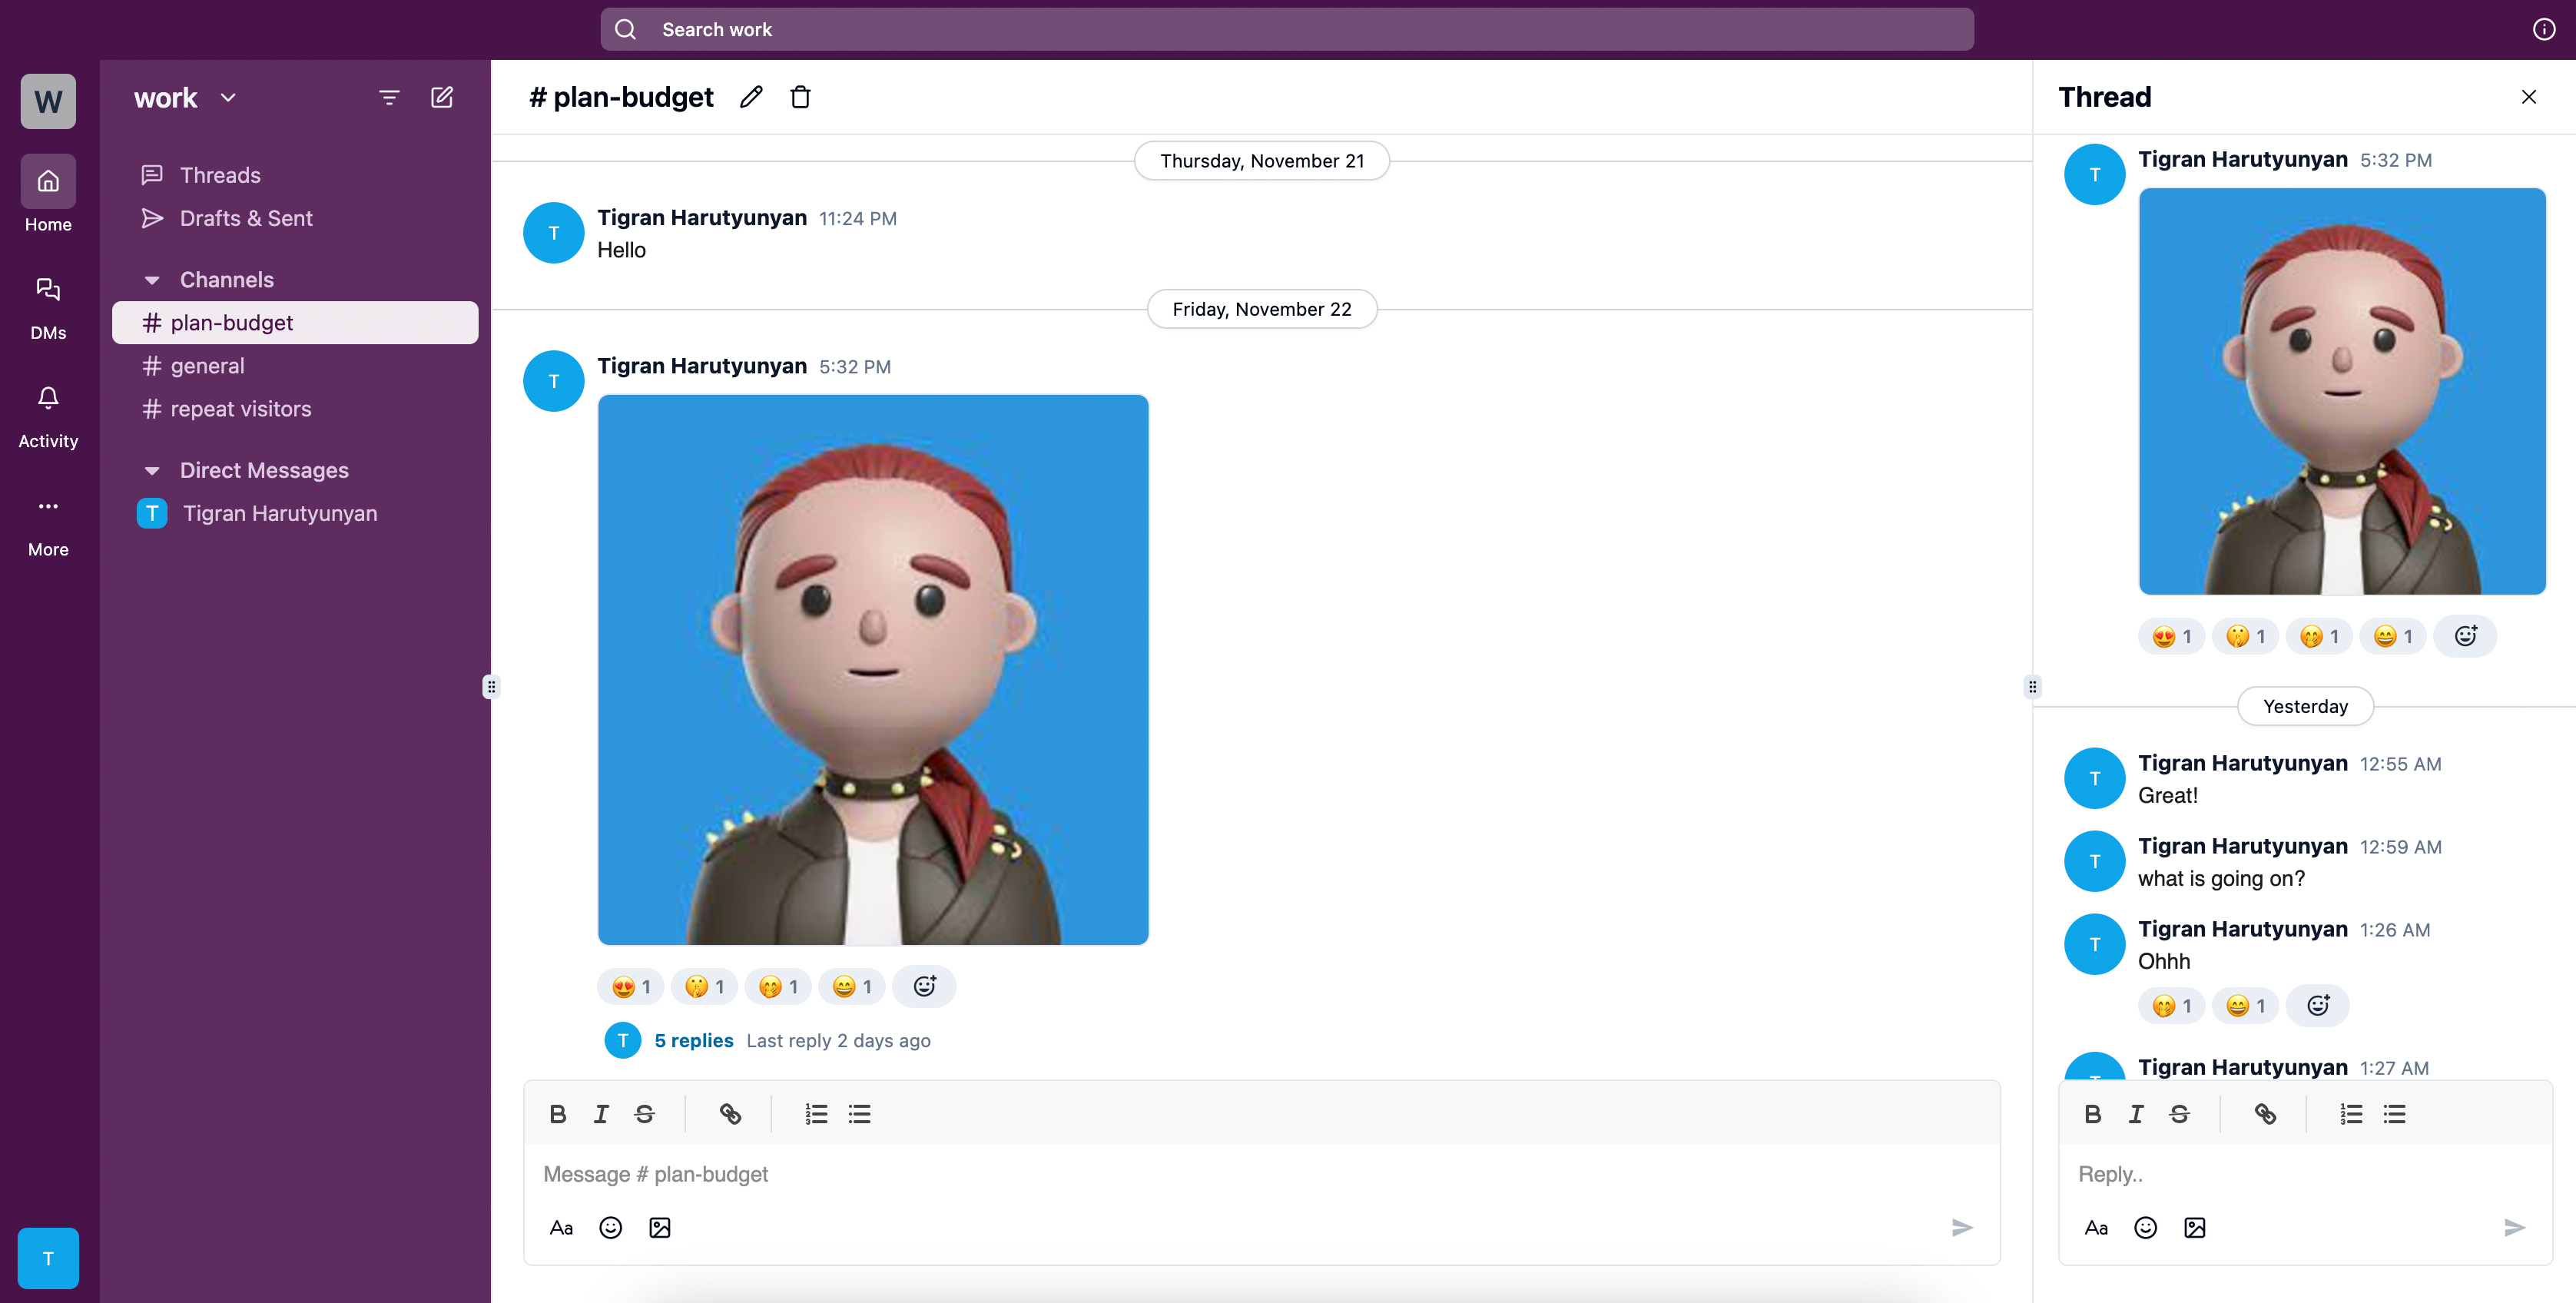 Search work
W
Home
DMs
Activity
More
T
work
Threads
Drafts & Sent
Channels
# plan-budget
# general
# repeat visitors
Direct Messages
T Tigran Harutyunyan
# plan-budget
Thursday, November 21
T
Tigran Harutyunyan 11:24 PM
Hello
Friday, November 22
T
Tigran Harutyunyan 5:32 PM
1 1 1 1
T 5 replies Last reply 2 days ago
B I S
Message # plan-budget
Aa
Thread
T
Tigran Harutyunyan 5:32 PM
1 1 1 1
Yesterday
T
Tigran Harutyunyan 12:55 AM
Great!
T
Tigran Harutyunyan 12:59 AM
what is going on?
T
Tigran Harutyunyan 1:26 AM
Ohhh
1 1
Tigran Harutyunyan 1:27 AM
B I S
Reply..
Aa